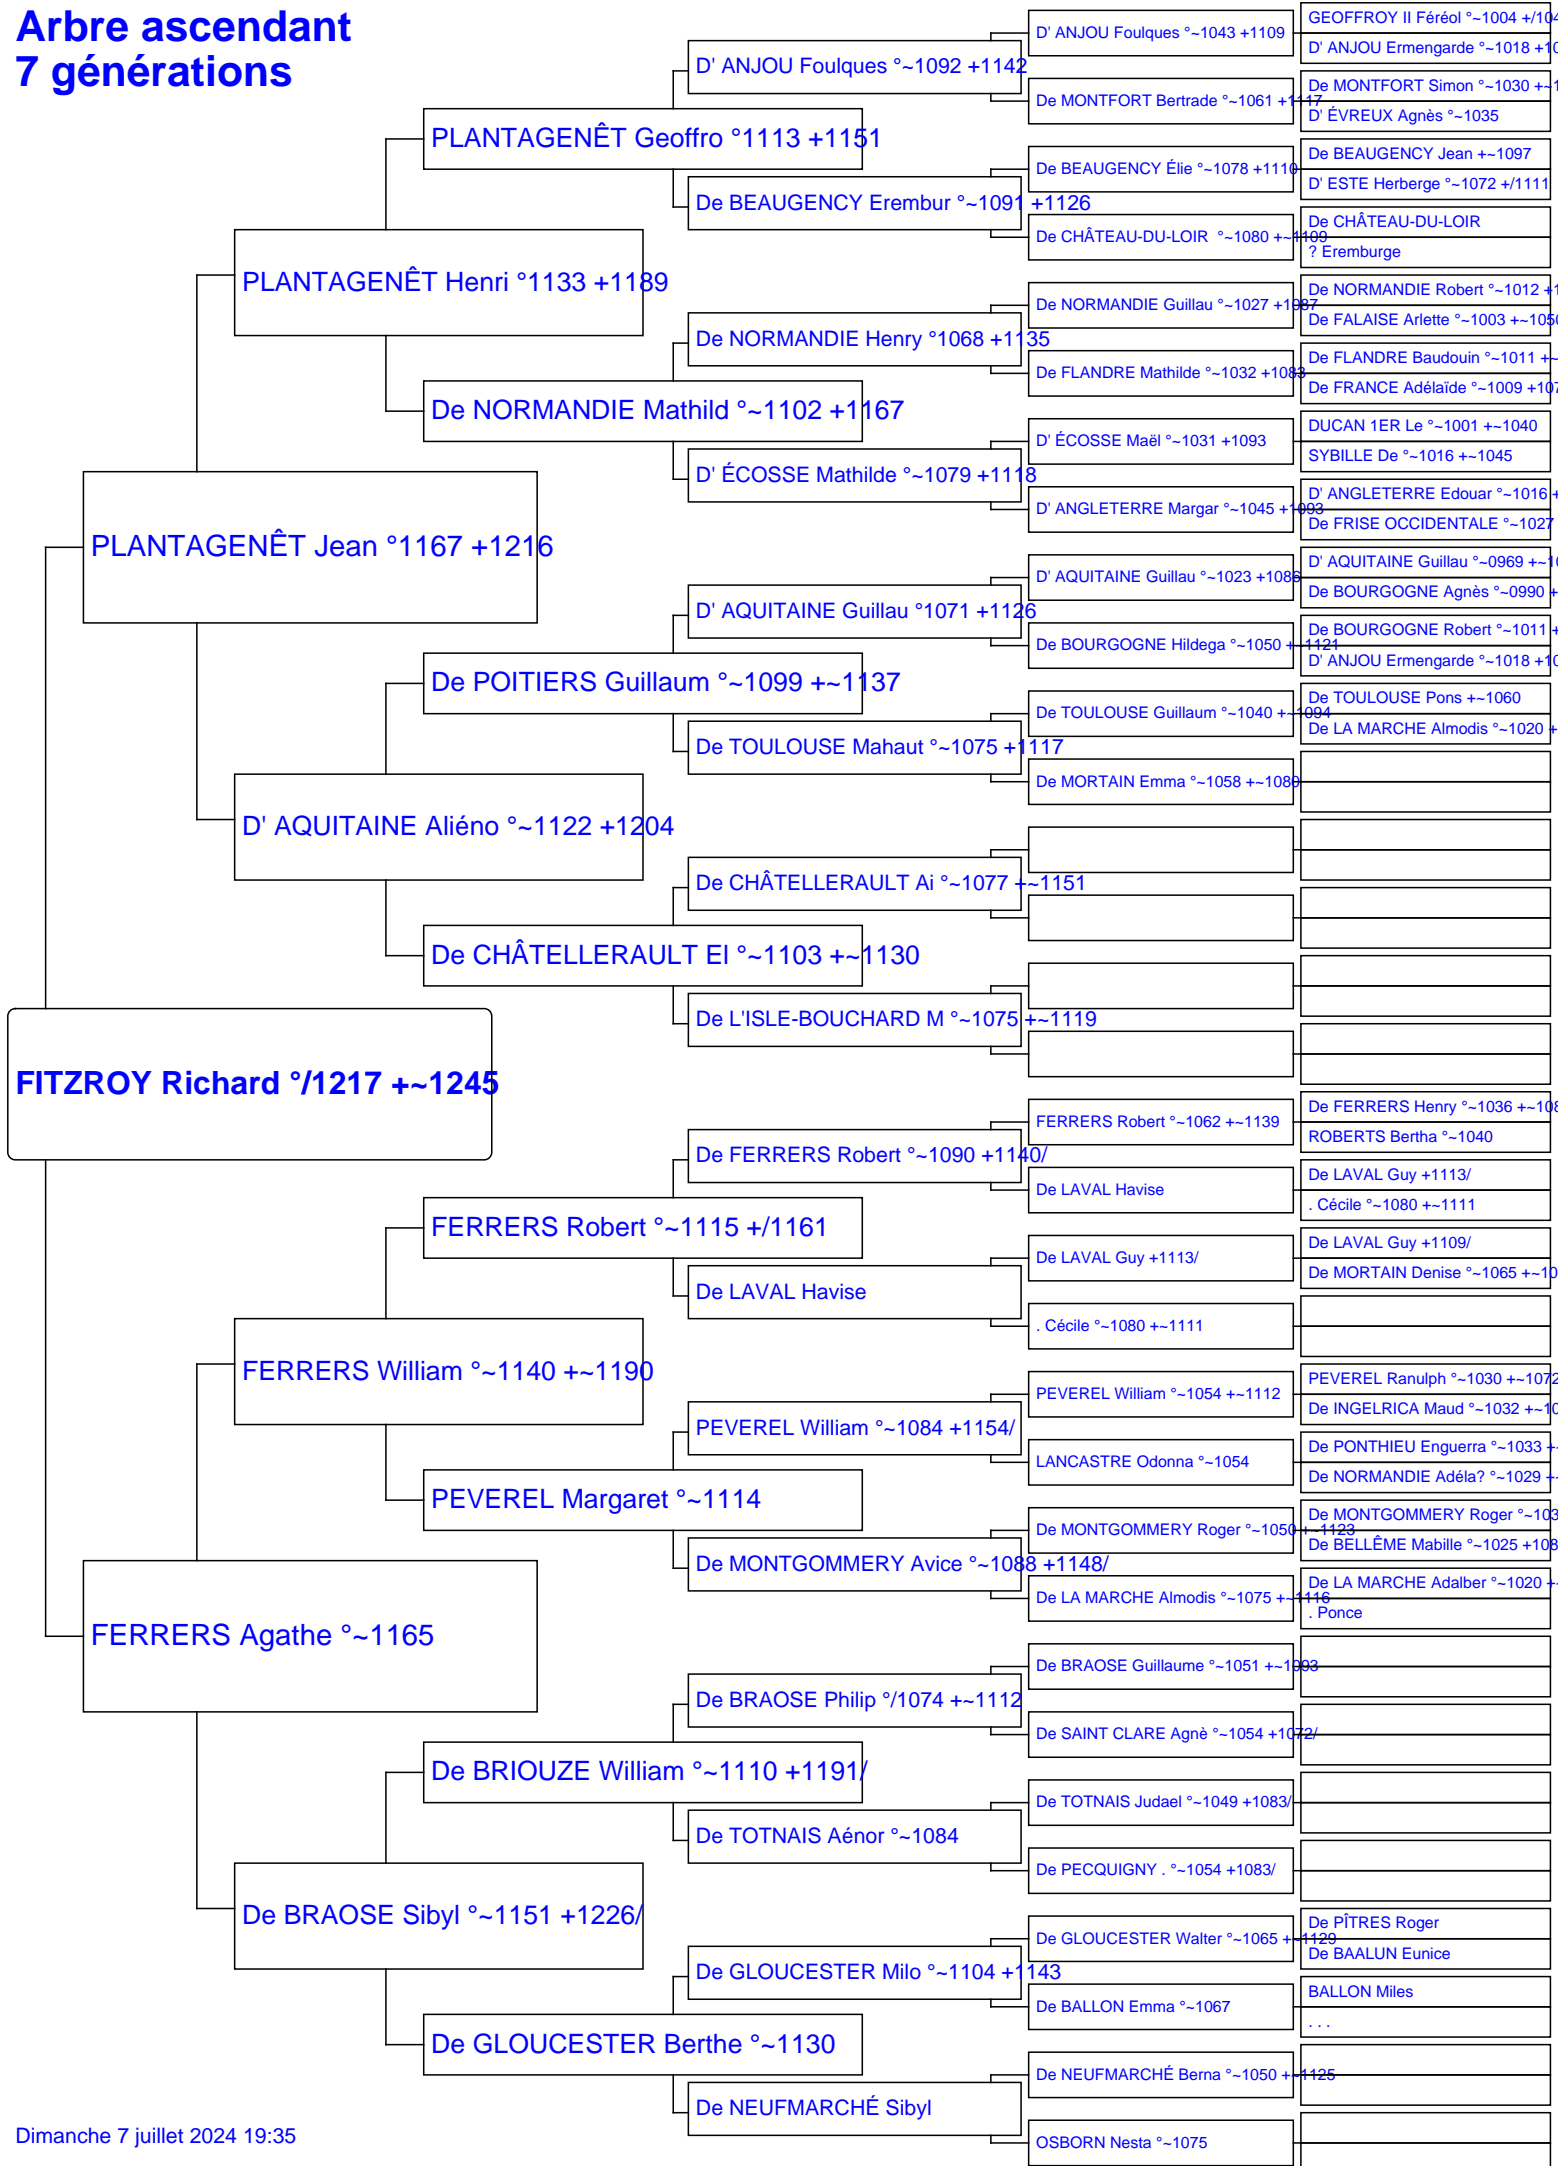 Arbre ascendant
7 générations
FITZROY Richard °/1217 +~1245
PLANTAGENÊT Jean °1167 +1216
FERRERS Agathe °~1165
PLANTAGENÊT Henri °1133 +1189
D' AQUITAINE Aliéno °~1122 +1204
FERRERS William °~1140 +~1190
De BRAOSE Sibyl °~1151 +1226/
PLANTAGENÊT Geoffro °1113 +1151
De NORMANDIE Mathild °~1102 +1167
De POITIERS Guillaum °~1099 +~1137
De CHÂTELLERAULT El °~1103 +~1130
FERRERS Robert °~1115 +/1161
PEVEREL Margaret °~1114
De BRIOUZE William °~1110 +1191/
De GLOUCESTER Berthe °~1130
D' ANJOU Foulques °~1092 +1142
De BEAUGENCY Erembur °~1091 +1126
De NORMANDIE Henry °1068 +1135
D' ÉCOSSE Mathilde °~1079 +1118
D' AQUITAINE Guillau °1071 +1126
De TOULOUSE Mahaut °~1075 +1117
De CHÂTELLERAULT Ai °~1077 +~1151
De L'ISLE-BOUCHARD M °~1075 +~1119
De FERRERS Robert °~1090 +1140/
De LAVAL Havise
PEVEREL William °~1084 +1154/
De MONTGOMMERY Avice °~1088 +1148/
De BRAOSE Philip °/1074 +~1112
De TOTNAIS Aénor °~1084
De GLOUCESTER Milo °~1104 +1143
De NEUFMARCHÉ Sibyl
D' ANJOU Foulques °~1043 +1109
De MONTFORT Bertrade °~1061 +1117
De BEAUGENCY Élie °~1078 +1110
De CHÂTEAU-DU-LOIR °~1080 +~1109
De NORMANDIE Guillau °~1027 +1087
De FLANDRE Mathilde °~1032 +1083
D' ÉCOSSE Maël °~1031 +1093
D' ANGLETERRE Margar °~1045 +1093
D' AQUITAINE Guillau °~1023 +1086
De BOURGOGNE Hildega °~1050 +~1121
De TOULOUSE Guillaum °~1040 +~1094
De MORTAIN Emma °~1058 +~1080
FERRERS Robert °~1062 +~1139
De LAVAL Havise
De LAVAL Guy +1113/
. Cécile °~1080 +~1111
PEVEREL William °~1054 +~1112
LANCASTRE Odonna °~1054
De MONTGOMMERY Roger °~1050 +~1123
De LA MARCHE Almodis °~1075 +~1116
De BRAOSE Guillaume °~1051 +~1093
De SAINT CLARE Agnè °~1054 +1072/
De TOTNAIS Judael °~1049 +1083/
De PECQUIGNY . °~1054 +1083/
De GLOUCESTER Walter °~1065 +~1129
De BALLON Emma °~1067
De NEUFMARCHÉ Berna °~1050 +~1125
OSBORN Nesta °~1075
GEOFFROY II Féréol °~1004 +/104
D' ANJOU Ermengarde °~1018 +10
De MONTFORT Simon °~1030 +~1
D' ÉVREUX Agnès °~1035
De BEAUGENCY Jean +~1097
D' ESTE Herberge °~1072 +/1111
De CHÂTEAU-DU-LOIR
? Eremburge
De NORMANDIE Robert °~1012 +1
De FALAISE Arlette °~1003 +~1050
De FLANDRE Baudouin °~1011 +~
De FRANCE Adélaïde °~1009 +107
DUCAN 1ER Le °~1001 +~1040
SYBILLE De °~1016 +~1045
D' ANGLETERRE Edouar °~1016 +
De FRISE OCCIDENTALE °~1027
D' AQUITAINE Guillau °~0969 +~10
De BOURGOGNE Agnès °~0990 +
De BOURGOGNE Robert °~1011 +
D' ANJOU Ermengarde °~1018 +10
De TOULOUSE Pons +~1060
De LA MARCHE Almodis °~1020 +
De FERRERS Henry °~1036 +~108
ROBERTS Bertha °~1040
De LAVAL Guy +1113/
. Cécile °~1080 +~1111
De LAVAL Guy +1109/
De MORTAIN Denise °~1065 +~10
PEVEREL Ranulph °~1030 +~1072
De INGELRICA Maud °~1032 +~10
De PONTHIEU Enguerra °~1033 +
De NORMANDIE Adéla? °~1029 +
De MONTGOMMERY Roger °~103
De BELLÊME Mabille °~1025 +108
De LA MARCHE Adalber °~1020 +
. Ponce
De PÎTRES Roger
De BAALUN Eunice
BALLON Miles
. . .
Dimanche 7 juillet 2024 19:35